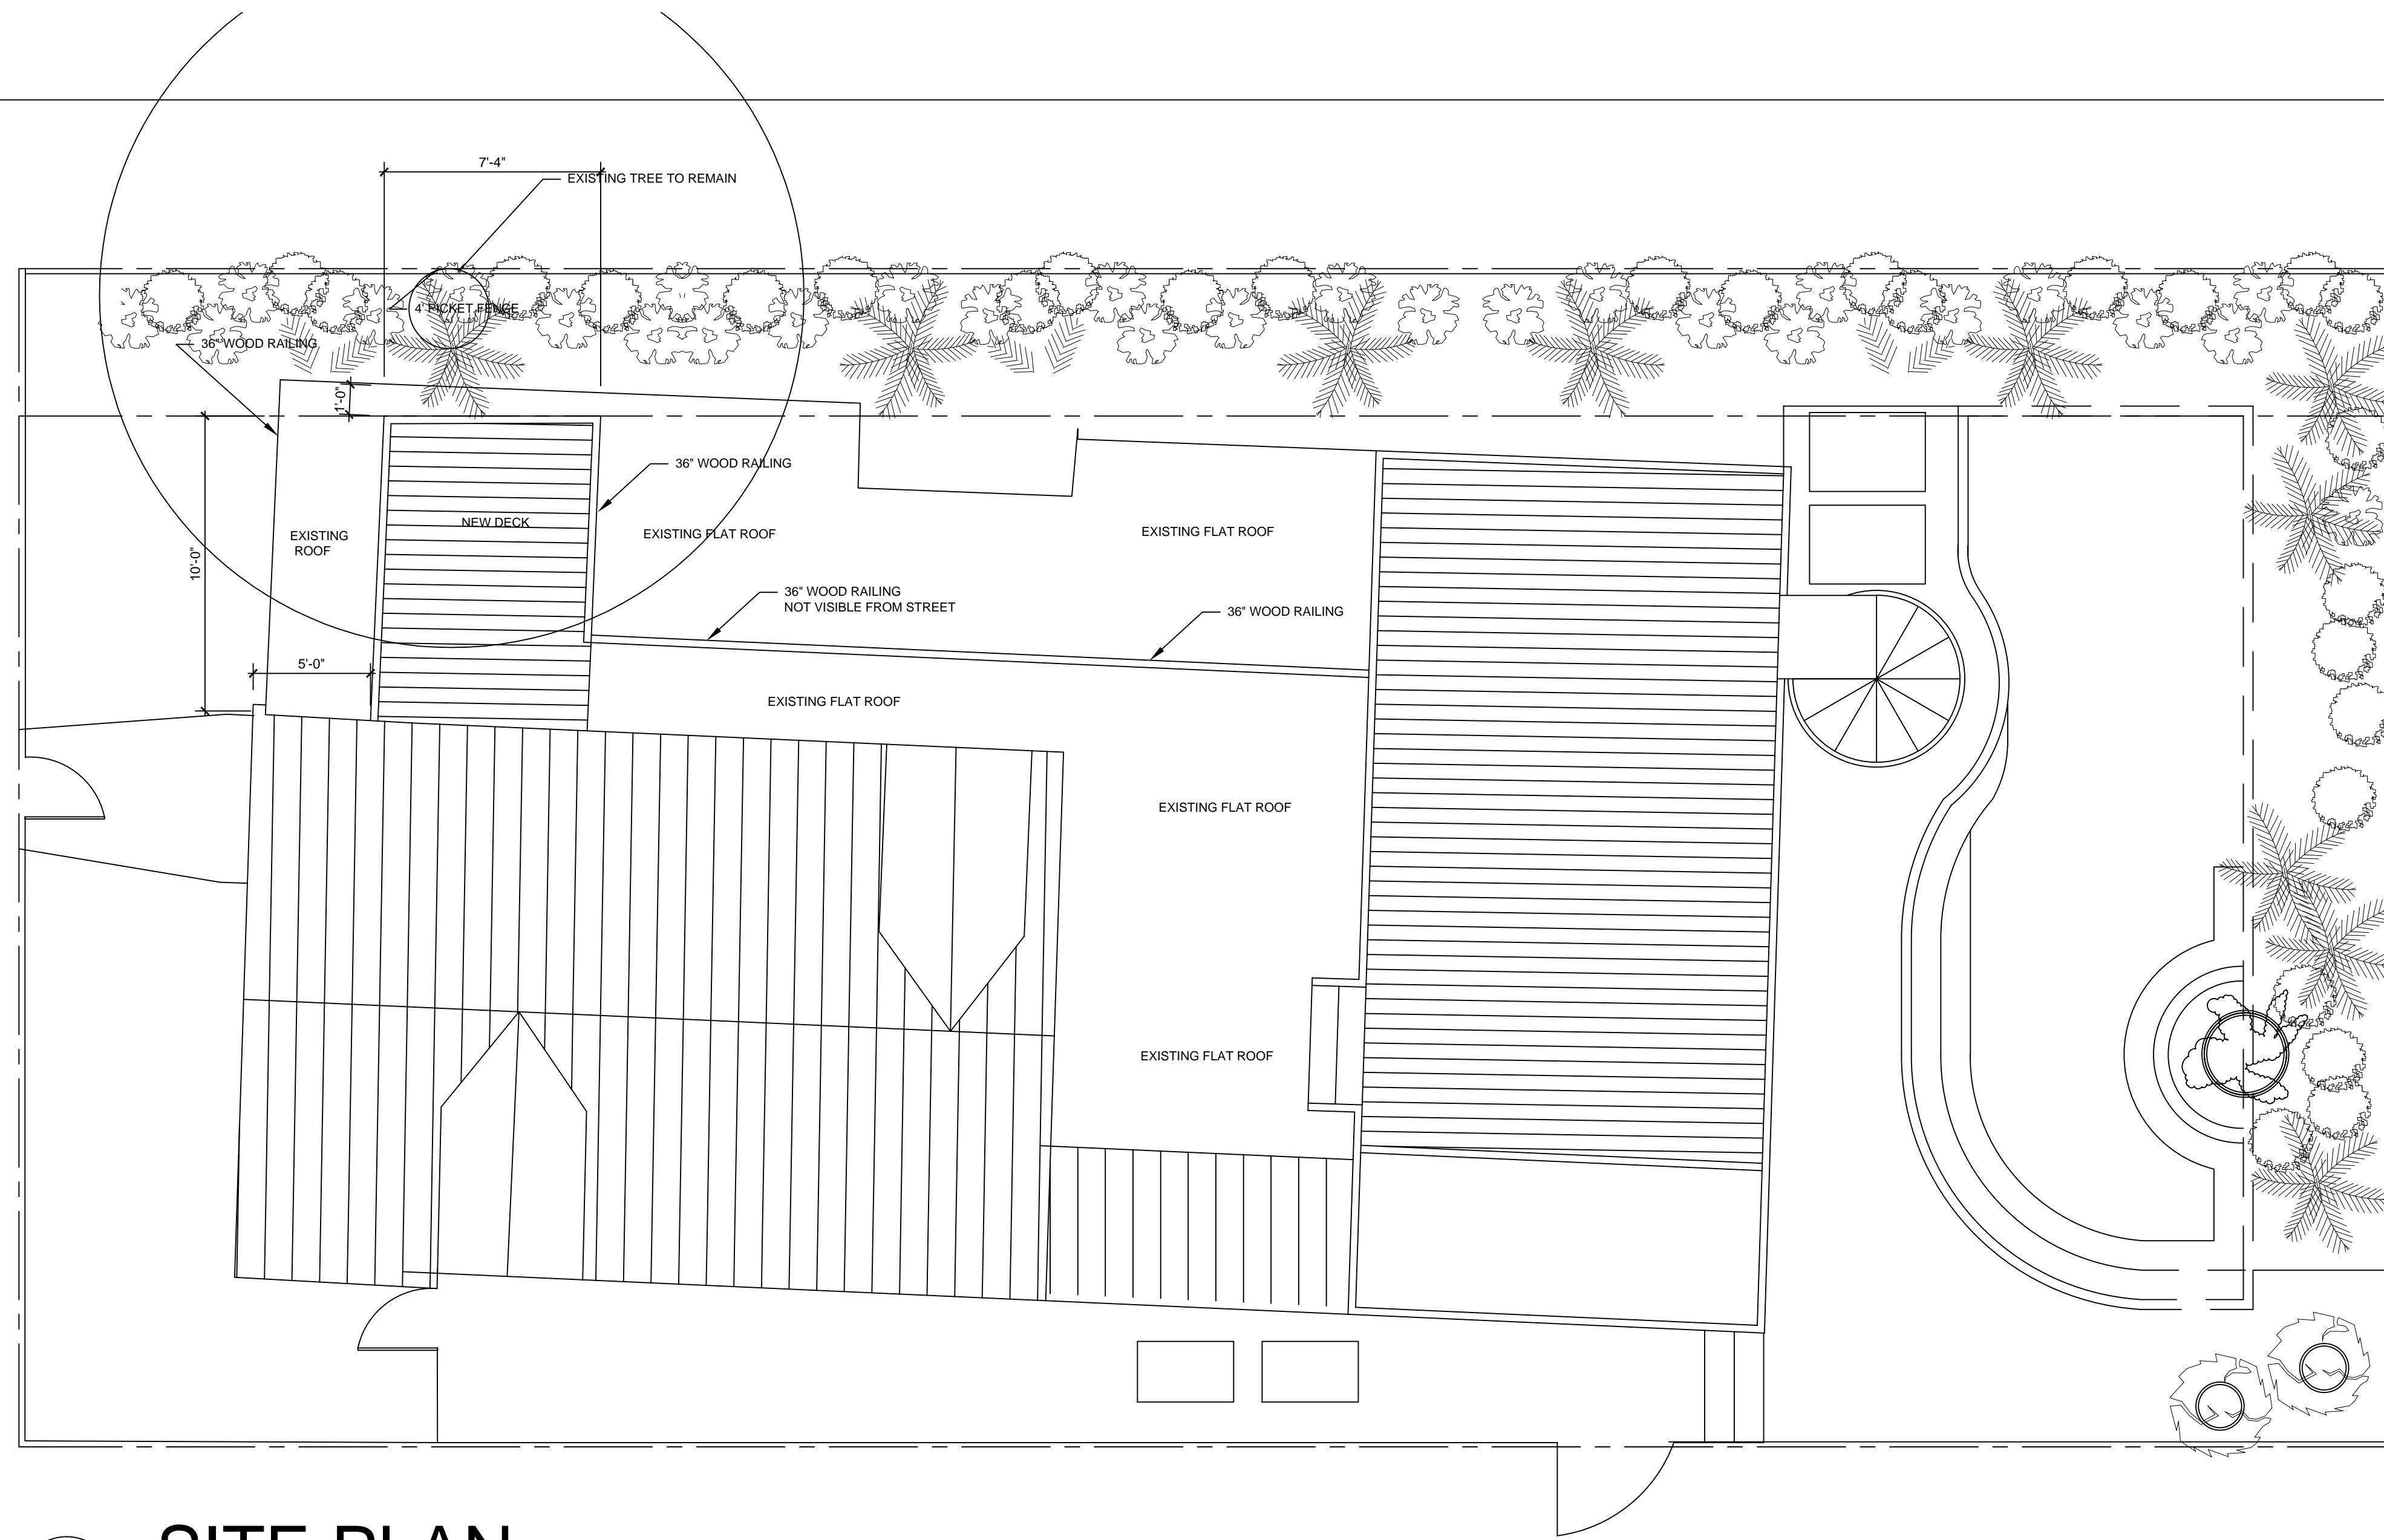 7'-4"
EXISTING TREE TO REMAIN
4' PICKET FENCE
36" WOOD RAILING
1'-0"
36" WOOD RAILING
NEW DECK
EXISTING FLAT ROOF
EXISTING FLAT ROOF
EXISTING
ROOF
10'-0"
36" WOOD RAILING
NOT VISIBLE FROM STREET
36" WOOD RAILING
5'-0"
EXISTING FLAT ROOF
EXISTING FLAT ROOF
EXISTING FLAT ROOF
SITE PLAN